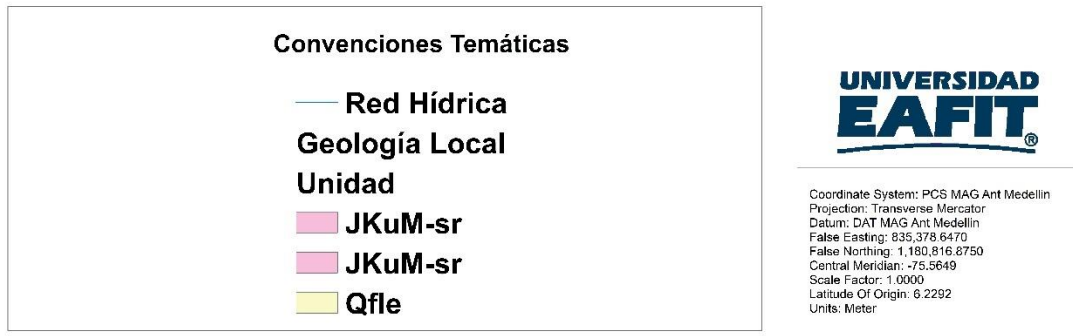 Convenciones Temáticas
Red Hídrica
Geología Local
Unidad
JKuM-sr
JKuM-sr
Qfle
UNIVERSIDAD
EAFIT®
Coordinate System: PCS MAG Ant Medellin
Projection: Transverse Mercator
Datum: DAT MAG Ant Medellin
False Easting: 835,378.6470
False Northing: 1,180,816.8750
Central Meridian: -75.5649
Scale Factor: 1.0000
Latitude Of Origin: 6.2292
Units: Meter